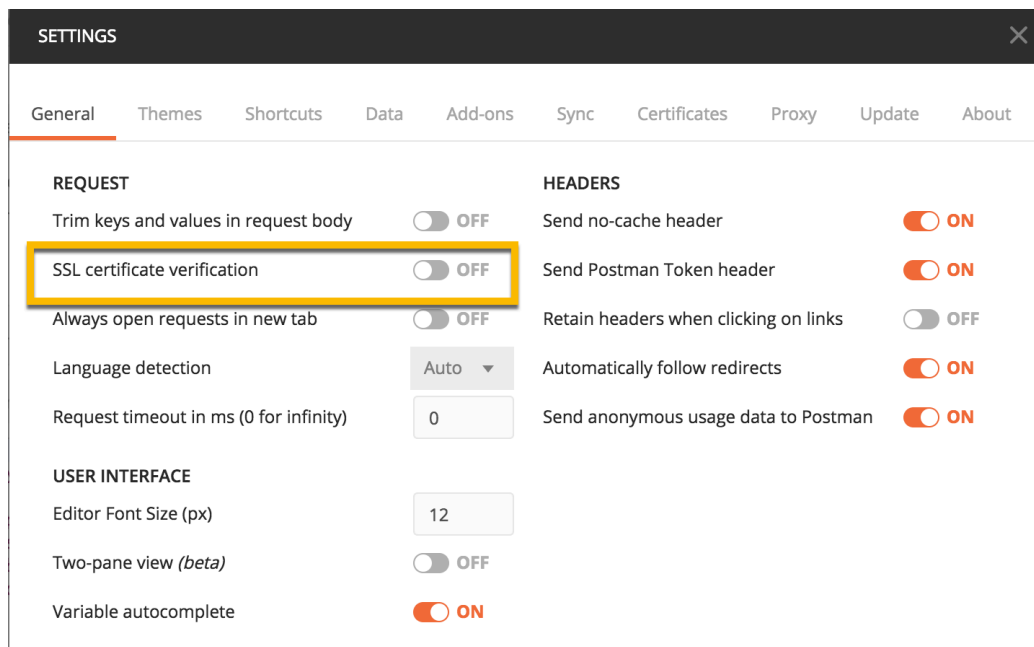 SETTINGS
General Themes Shortcuts Data Add-ons Sync Certificates Proxy Update About
REQUEST
Trim keys and values in request body OFF
SSL certificate verification OFF
Always open requests in new tab OFF
Language detection Auto
Request timeout in ms (0 for infinity) 0
USER INTERFACE
Editor Font Size (px) 12
Two-pane view (beta) OFF
Variable autocomplete ON
HEADERS
Send no-cache header ON
Send Postman Token header ON
Retain headers when clicking on links OFF
Automatically follow redirects ON
Send anonymous usage data to Postman ON